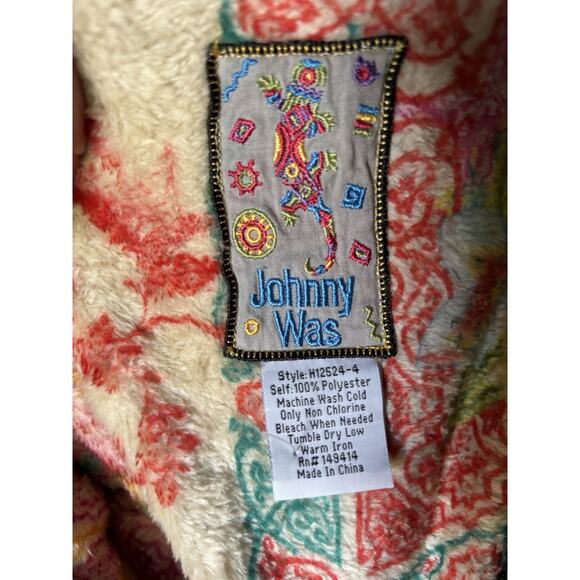 Johnny
Was
Style:H12524-4
Self:100% Polyester
Machine Wash Cold
Only Non Chlorine
Bleach When Needed
Tumble Dry Low
Warm Iron
Rn# 149414
Made In China